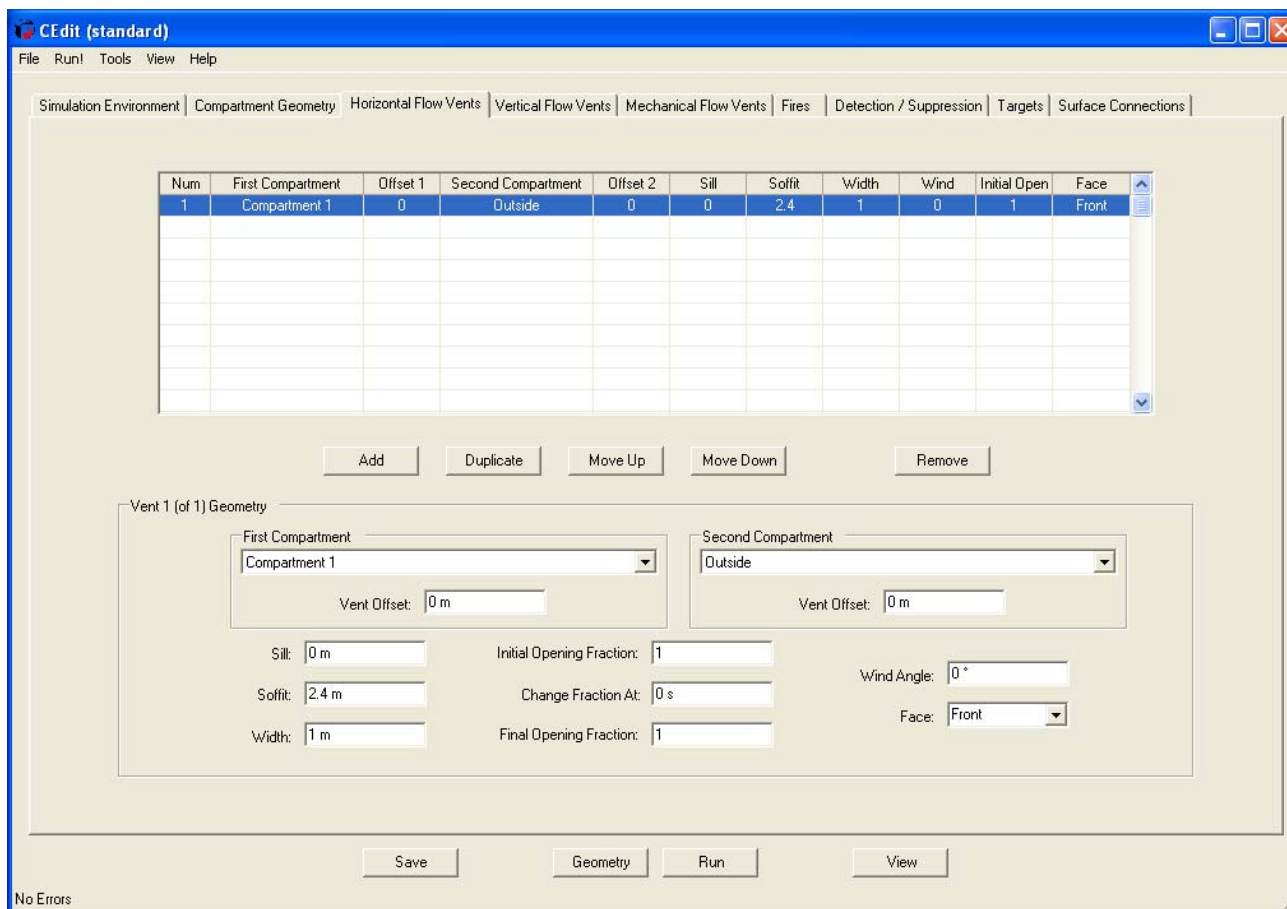 CEdit (standard)
File Run! Tools View Help
Simulation Environment Compartment Geometry Horizontal Flow Vents Vertical Flow Vents Mechanical Flow Vents Fires Detection / Suppression Targets Surface Connections
Num First Compartment Offset 1 Second Compartment Offset 2 Sill Soffit Width Wind Initial Open Face
1 Compartment 1 0 Outside 0 0 2.4 1 0 1 Front
Add Duplicate Move Up Move Down Remove
Vent 1 (of 1) Geometry
First Compartment Second Compartment
Compartment 1 Outside
Vent Offset: 0 m Vent Offset: 0 m
Sill: 0 m Initial Opening Fraction: 1
Wind Angle: 0 °
Soffit: 2.4 m Change Fraction At: 0 s
Face: Front
Width: 1 m Final Opening Fraction: 1
Save Geometry Run View
No Errors